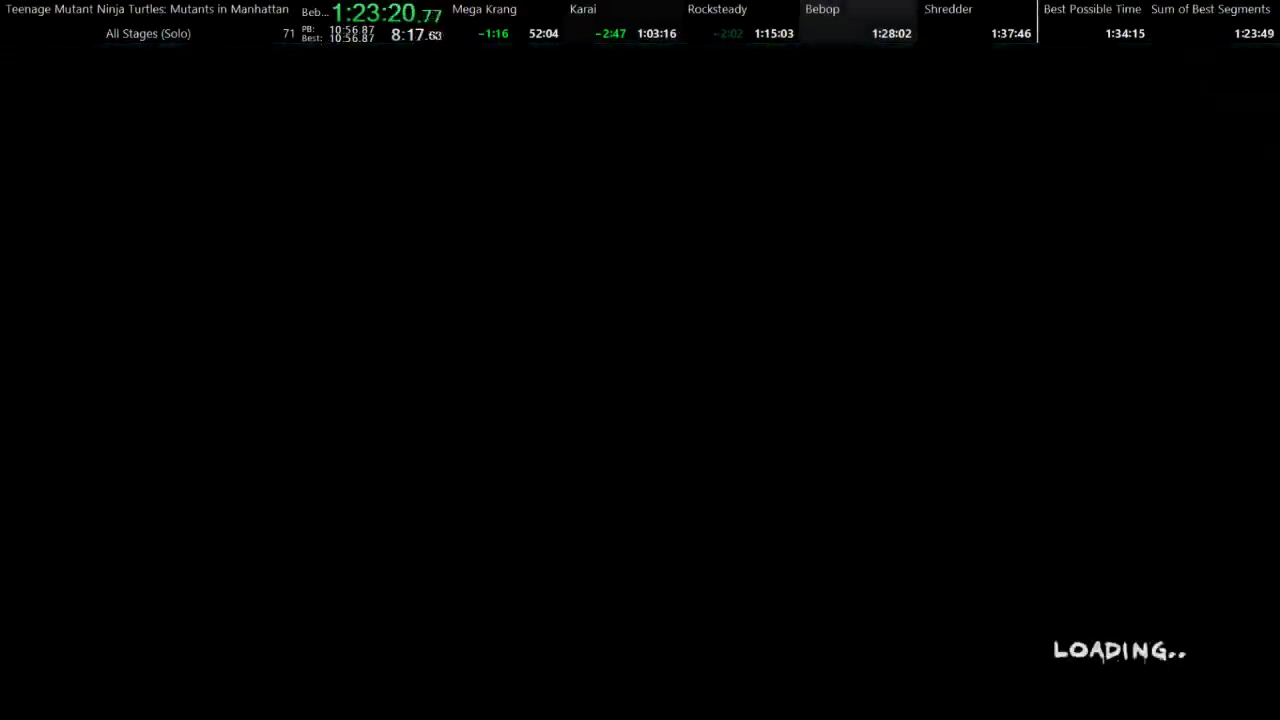 Teenage Mutant Ninja Turtles: Mutants in Manhattan
All Stages (Solo) 71
Beb... 1:23:20.77
PB: 10:56.87
Best: 10:56.87
8:17.63
Mega Krang
-1:16 52:04
Karai
-2:47 1:03:16
Rocksteady
-2:02 1:15:03
Bebop
1:28:02
Shredder
1:37:46
Best Possible Time
1:34:15
Sum of Best Segments
1:23:49
LOADING..